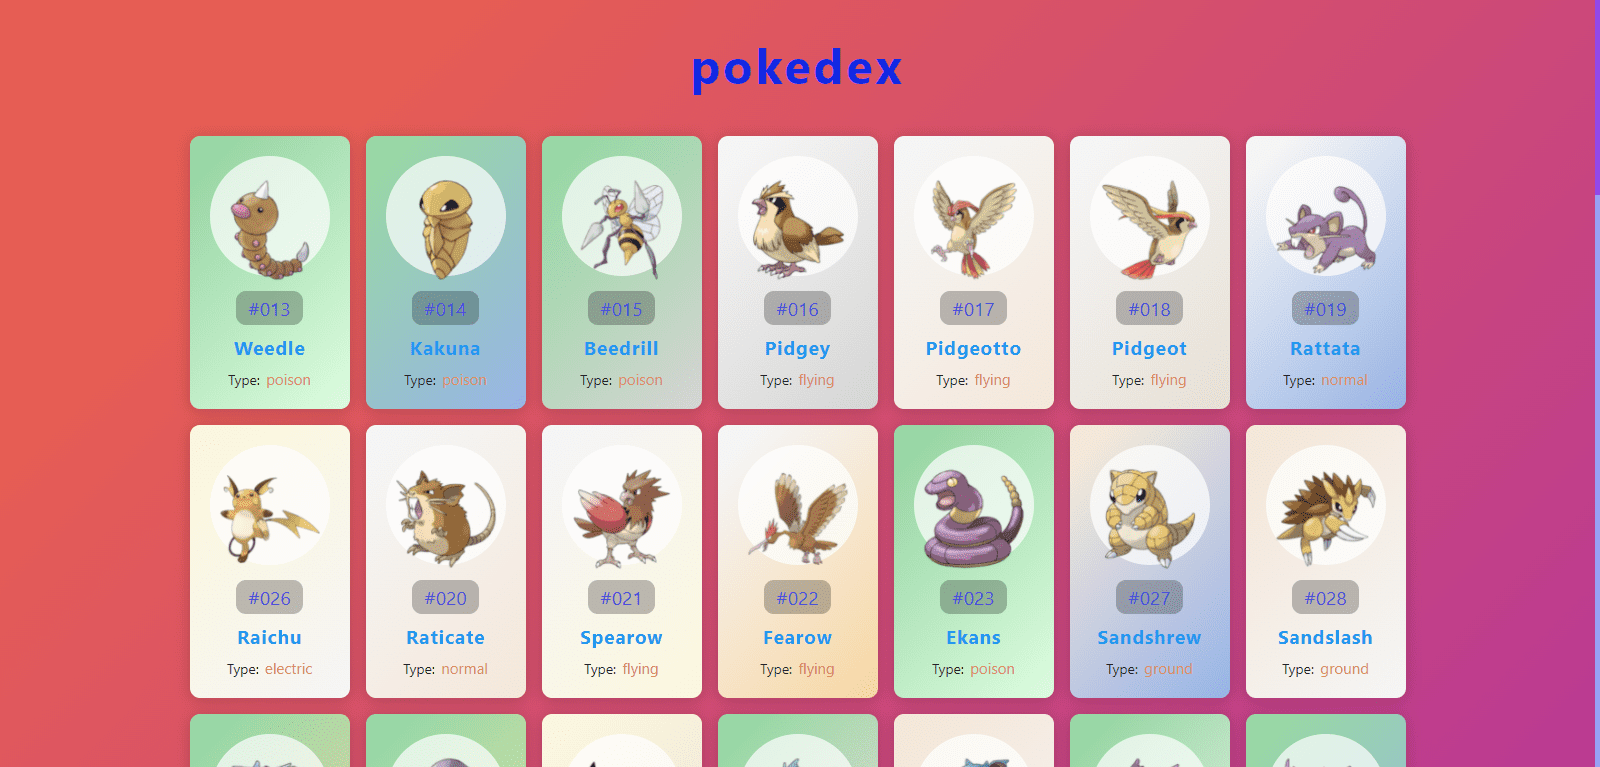 pokedex
#013
Weedle
Type: poison
#014
Kakuna
Type: poison
#015
Beedrill
Type: poison
#016
Pidgey
Type: flying
#017
Pidgeotto
Type: flying
#018
Pidgeot
Type: flying
#019
Rattata
Type: normal
#026
Raichu
Type: electric
#020
Raticate
Type: normal
#021
Spearow
Type: flying
#022
Fearow
Type: flying
#023
Ekans
Type: poison
#027
Sandshrew
Type: ground
#028
Sandslash
Type: ground